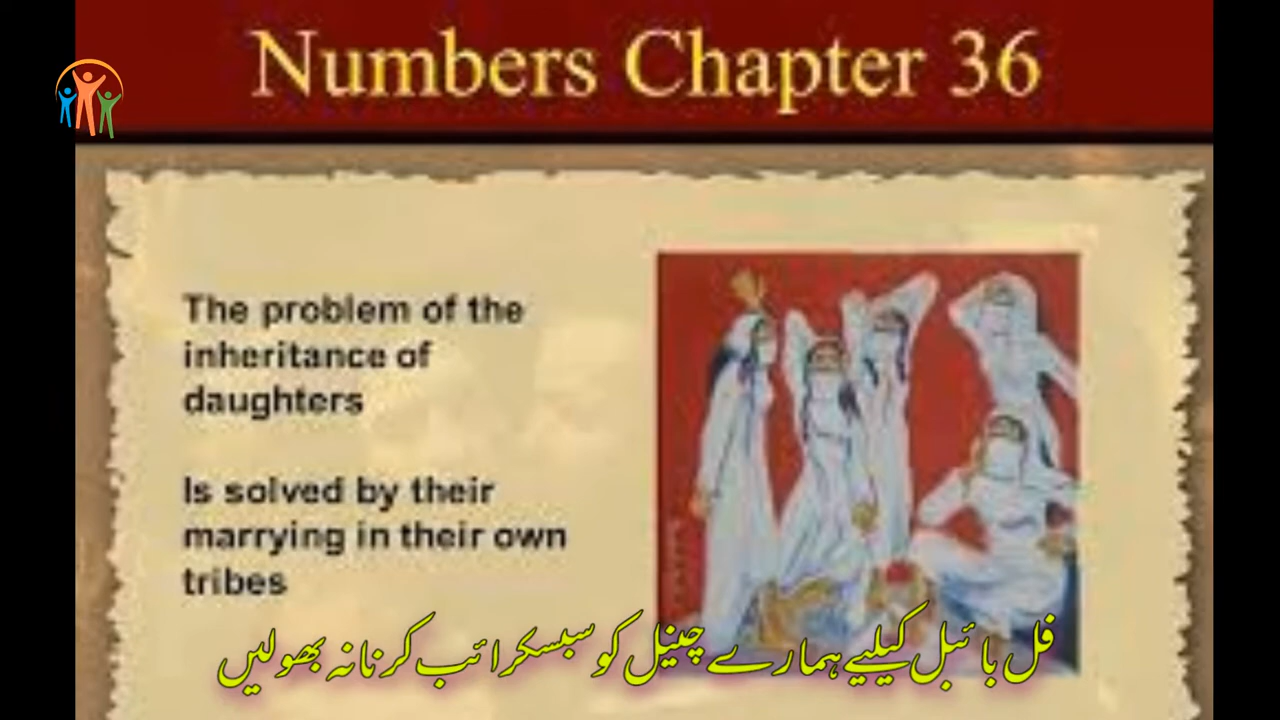 Numbers Chapter 36
The problem of the
inheritance of
daughters
Is solved by their
marrying in their own
tribes
فل بائبل کیلیے ہمارے چینل کو سبسکرائب کرنا نہ بھولیں